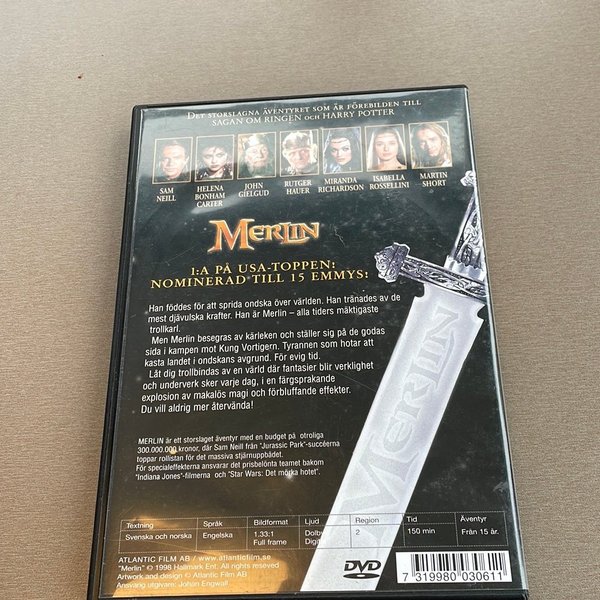 DET STORSLAGNA ÄVENTYRET SOM ÄR FÖREBILDEN TILL
SAGAN OM RINGEN OCH HARRY POTTER
SAM NEILL
HELENA BONHAM CARTER
JOHN GIELGUD
RUTGER HAUER
MIRANDA RICHARDSON
ISABELLA ROSSELLINI
MARTIN SHORT
MERLIN
1:A PÅ USA-TOPPEN!
NOMINERAD TILL 15 EMMYS!
Han föddes för att sprida ondska över världen. Han tränades av de
mest djävulska krafter. Han är Merlin – alla tiders mäktigaste
trollkarl.
Men Merlin besegras av kärleken och ställer sig på de godas
sida i kampen mot Kung Vortigern. Tyrannen som hotar att
kasta landet i ondskans avgrund. För evig tid.
Låt dig trollbindas av en värld där fantasier blir verklighet
och underverk sker varje dag, i en färgsprakande
explosion av makalös magi och förbluffande effekter.
Du vill aldrig mer återvända!
MERLIN är ett storslaget äventyr med en budget på otroliga
300.000.000 kronor, där Sam Neill från "Jurassic Park"-succéerna
toppar rollistan för det massiva stjärnuppbådet.
För specialeffekterna ansvarar det prisbelönta teamet bakom
"Indiana Jones"-filmerna och "Star Wars: Det mörka hotet".
MERLIN
Textning Språk Bildformat Ljud Region Tid Äventyr
Svenska och norska Engelska 1.33:1 Full frame Dolby Digit 2 150 min Från 15 år.
ATLANTIC FILM AB / www.atlanticfilm.se
"Merlin" © 1998 Hallmark Ent. All Rights Reserved
Artwork and design © Atlantic Film AB
Ansvarig utgivare: Johan Engwall
DVD
7 319980 030611